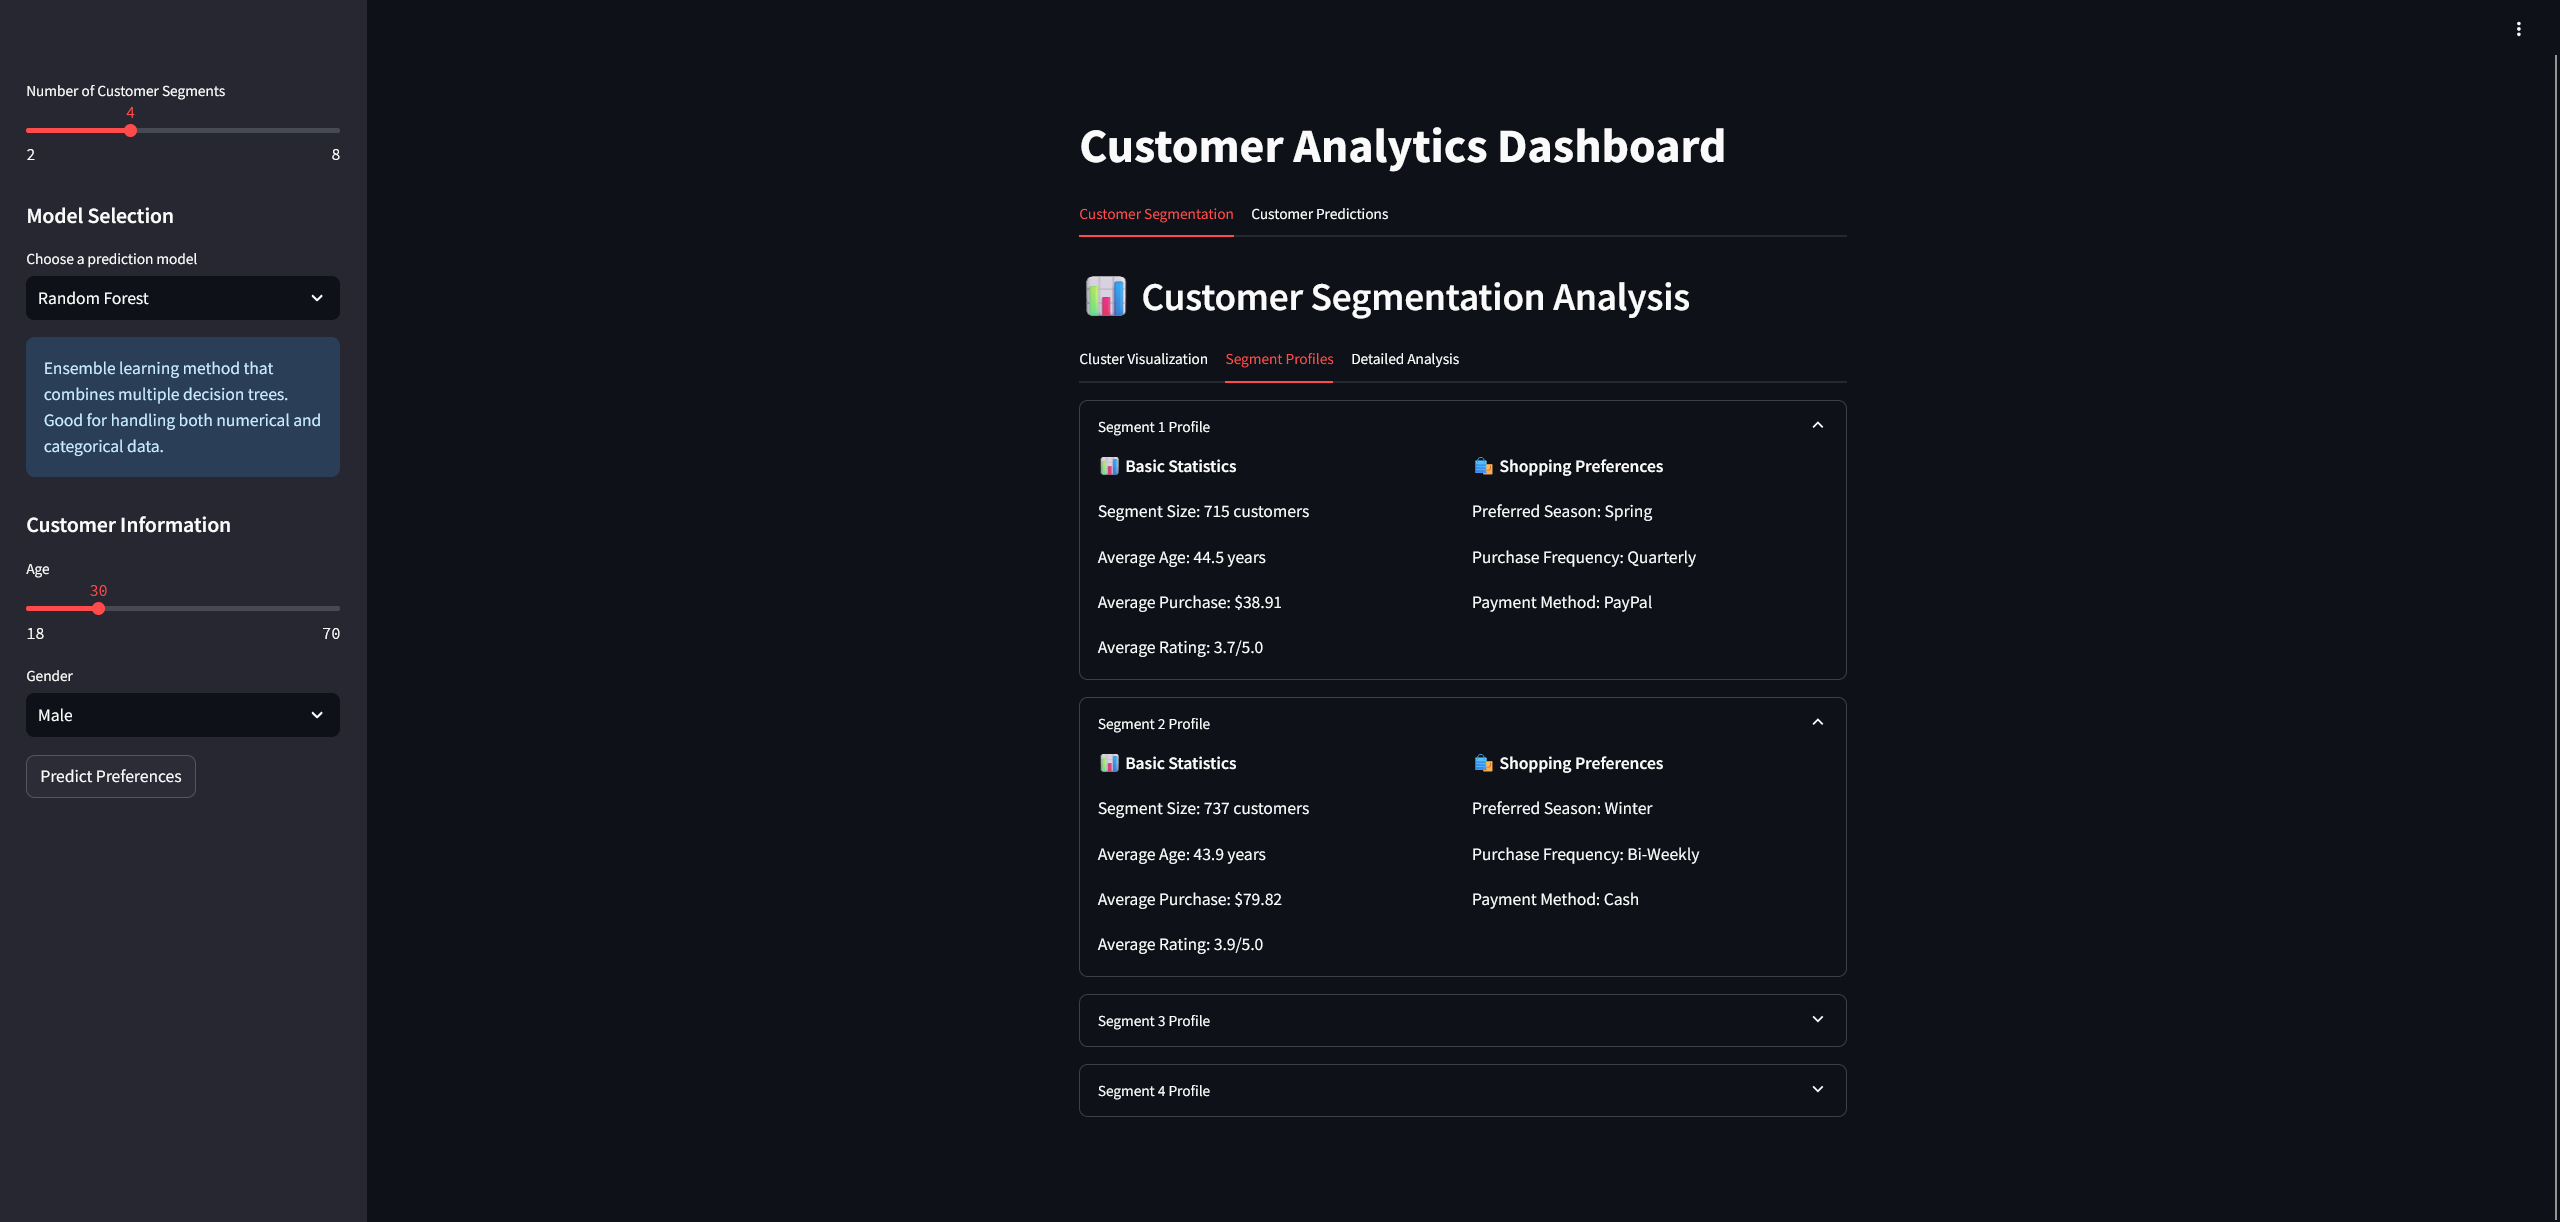 Number of Customer Segments
4
2 8
Model Selection
Choose a prediction model
Random Forest
Ensemble learning method that
combines multiple decision trees.
Good for handling both numerical and
categorical data.
Customer Information
Age
30
18 70
Gender
Male
Predict Preferences
Customer Analytics Dashboard
Customer Segmentation Customer Predictions
Customer Segmentation Analysis
Cluster Visualization Segment Profiles Detailed Analysis
Segment 1 Profile
Basic Statistics
Segment Size: 715 customers
Average Age: 44.5 years
Average Purchase: $38.91
Average Rating: 3.7/5.0
Shopping Preferences
Preferred Season: Spring
Purchase Frequency: Quarterly
Payment Method: PayPal
Segment 2 Profile
Basic Statistics
Segment Size: 737 customers
Average Age: 43.9 years
Average Purchase: $79.82
Average Rating: 3.9/5.0
Shopping Preferences
Preferred Season: Winter
Purchase Frequency: Bi-Weekly
Payment Method: Cash
Segment 3 Profile
Segment 4 Profile